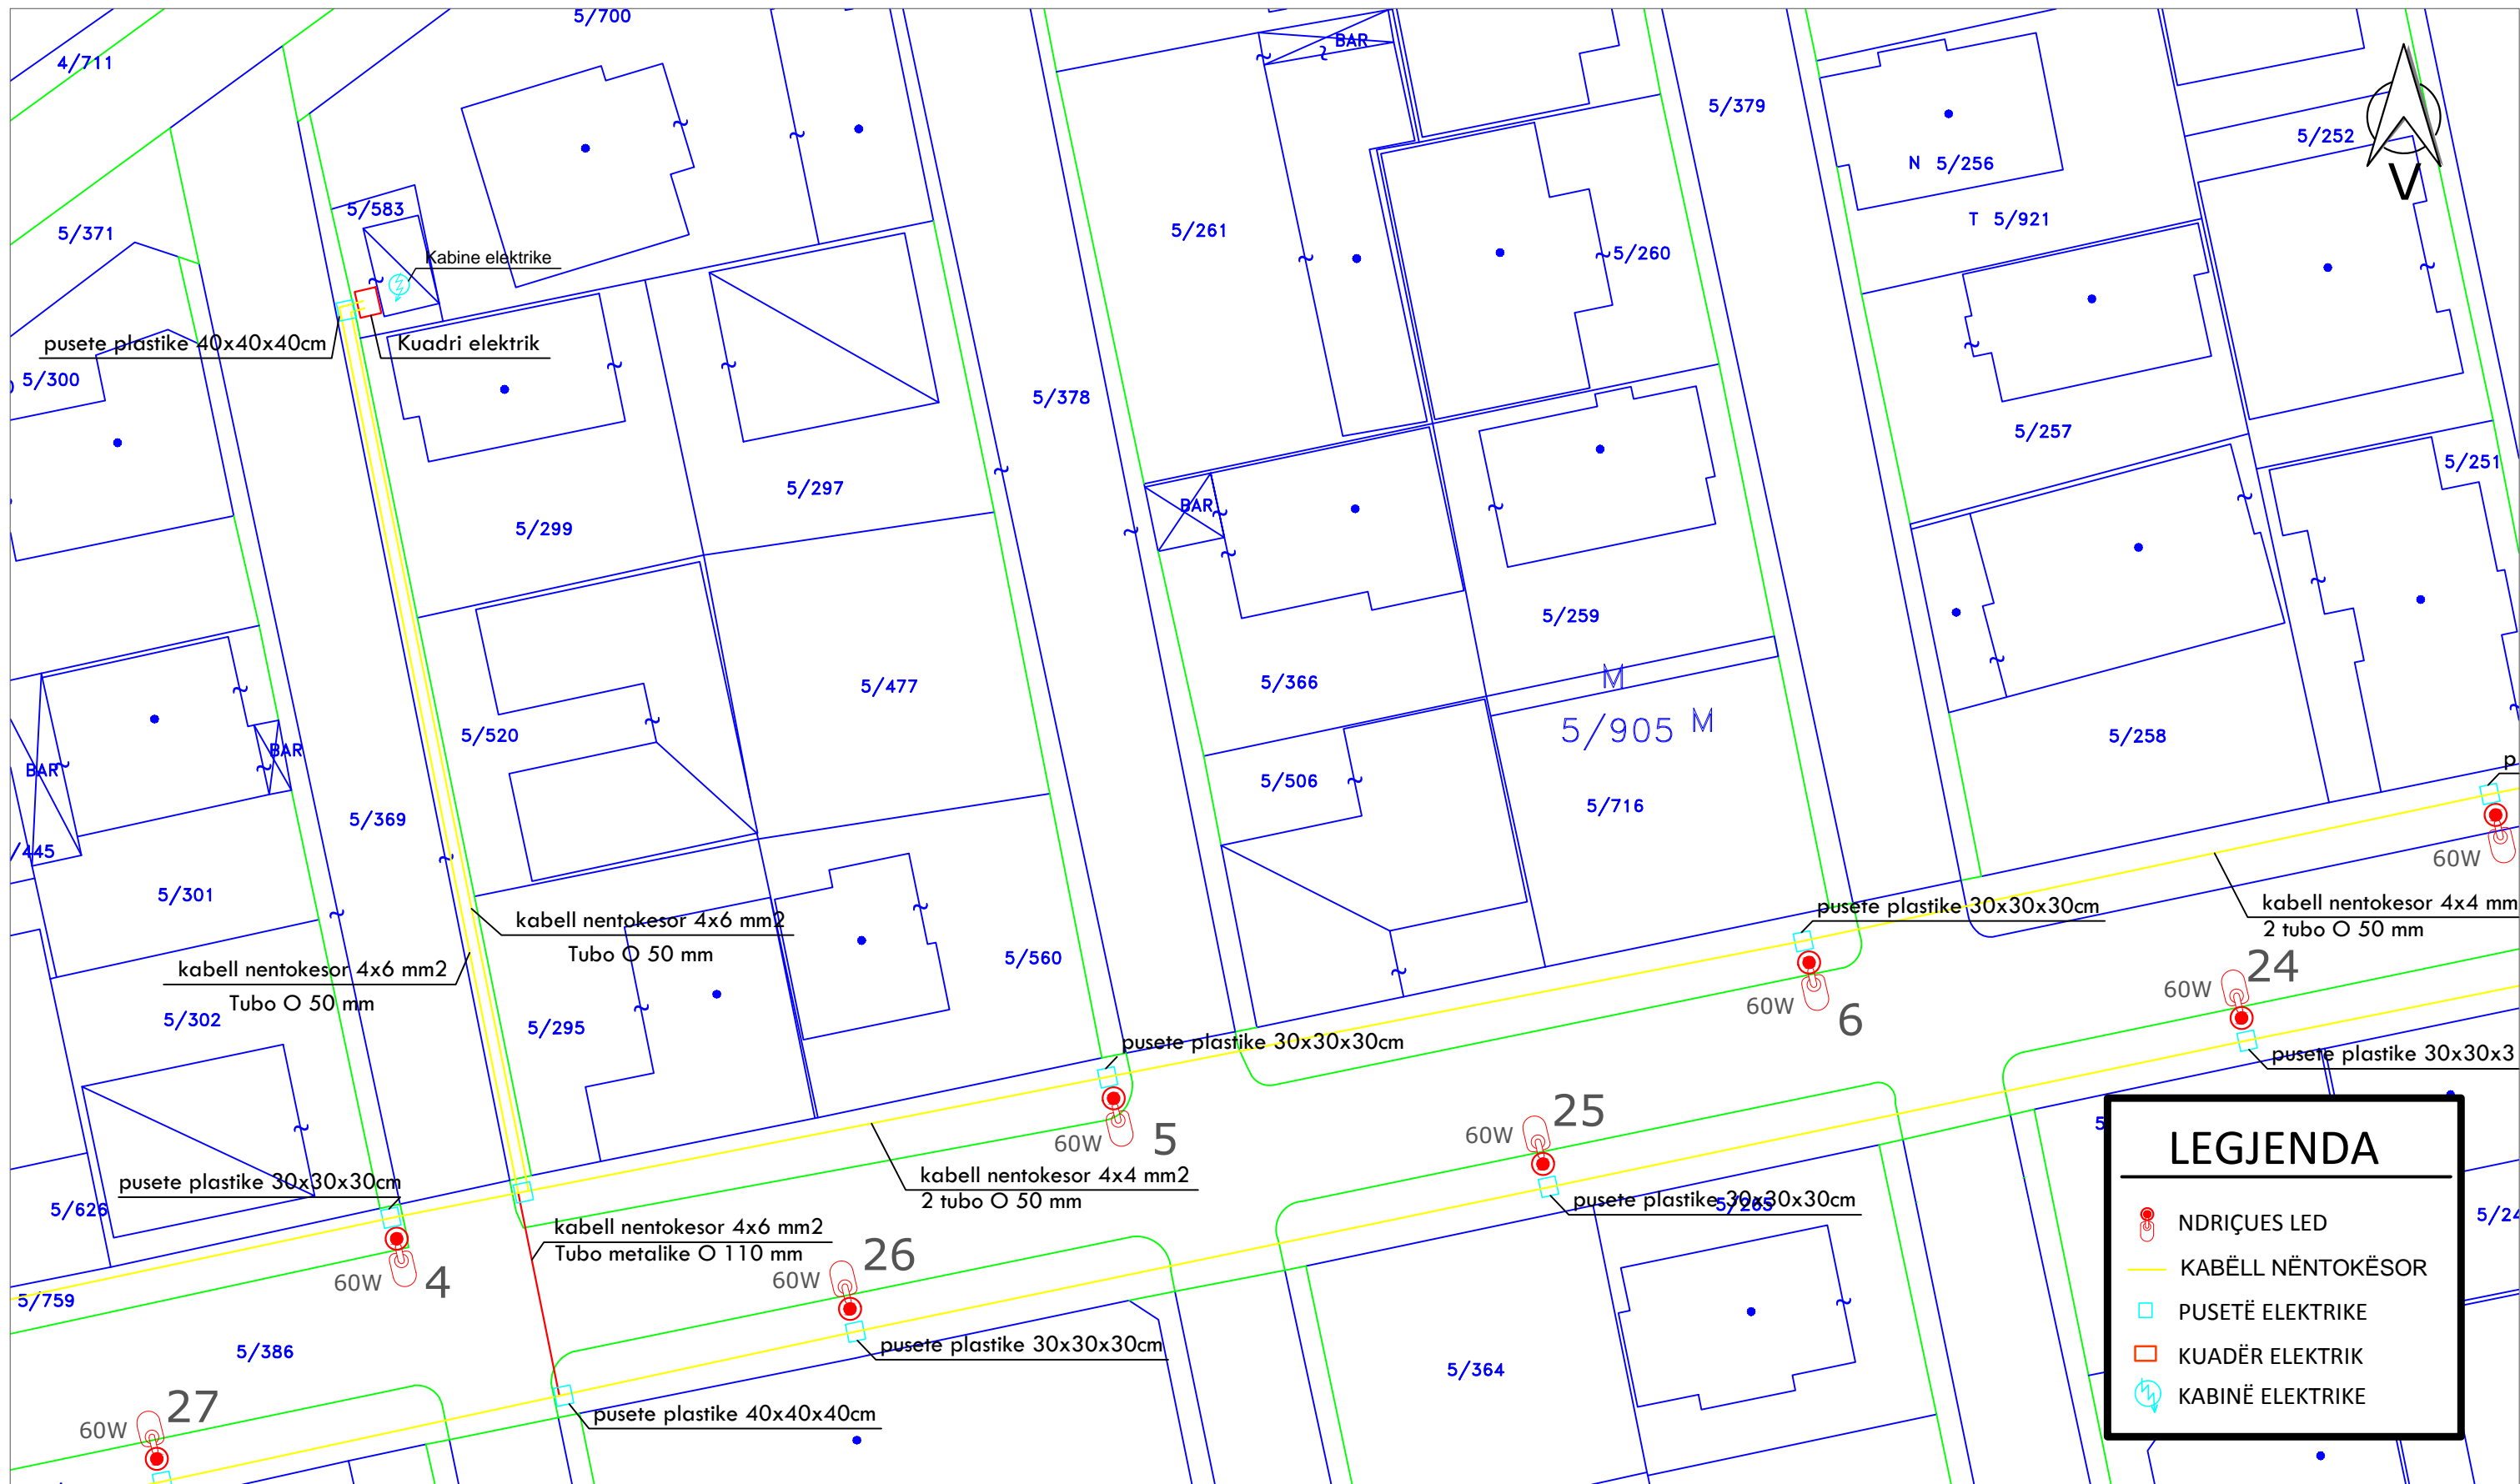 5/700
4/711
BAR
5/379
5/252
N 5/256
5/583
T 5/921
5/371
5/261
5/260
Kabine elektrike
V
pusete plastike 40x40x40cm
Kuadri elektrik
5/300
5/378
5/257
5/251
5/297
BAR
5/299
5/259
M
5/477
5/366
5/905 M
5/520
5/258
BAR
BAR
5/506
5/716
5/369
/445
60W
5/301
kabell nentokesor 4x6 mm2
Tubo O 50 mm
pusete plastike 30x30x30cm
kabell nentokesor 4x4 mm
2 tubo O 50 mm
5/560
kabell nentokesor 4x6 mm2
Tubo O 50 mm
24
60W
60W
6
5/302
5/295
pusete plastike 30x30x30cm
pusete plastike 30x30x3
25
60W
60W
5
LEGJENDA
NDRIÇUES LED
KABËLL NËNTOKËSOR
PUSETË ELEKTRIKE
KUADËR ELEKTRIK
KABINË ELEKTRIKE
pusete plastike 30x30x30cm
kabell nentokesor 4x4 mm2
2 tubo O 50 mm
pusete plastike 30x30x30cm
5/265
5/626
5/24
kabell nentokesor 4x6 mm2
Tubo metalike O 110 mm
26
60W
60W
4
5/759
5/386
pusete plastike 30x30x30cm
5/364
27
60W
pusete plastike 40x40x40cm